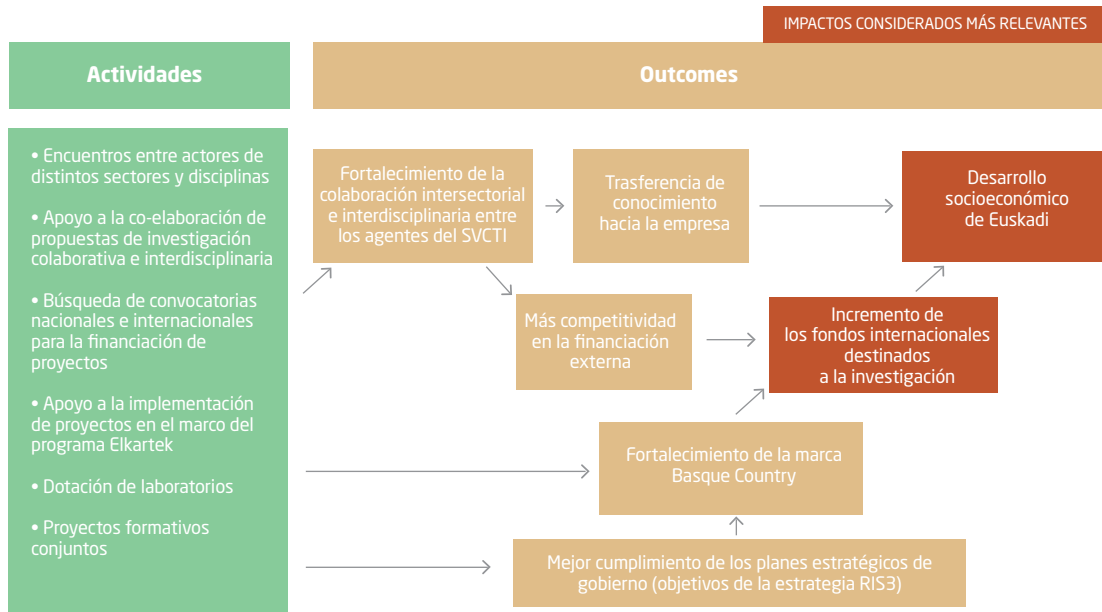 IMPACTOS CONSIDERADOS MÁS RELEVANTES
Actividades
Outcomes
• Encuentros entre actores de
distintos sectores y disciplinas
• Apoyo a la co-elaboración de
propuestas de investigación
colaborativa e interdisciplinaria
• Búsqueda de convocatorias
nacionales e internacionales
para la financiación de
proyectos
• Apoyo a la implementación
de proyectos en el marco del
programa Elkartek
• Dotación de laboratorios
• Proyectos formativos
conjuntos
Fortalecimiento de la
colaboración intersectorial
e interdisciplinaria entre
los agentes del SVCTI
Trasferencia de
conocimiento
hacia la empresa
Desarrollo
socioeconómico
de Euskadi
Más competitividad
en la financiación
externa
Incremento de
los fondos internacionales
destinados
a la investigación
Fortalecimiento de la marca
Basque Country
Mejor cumplimiento de los planes estratégicos de
gobierno (objetivos de la estrategia RIS3)